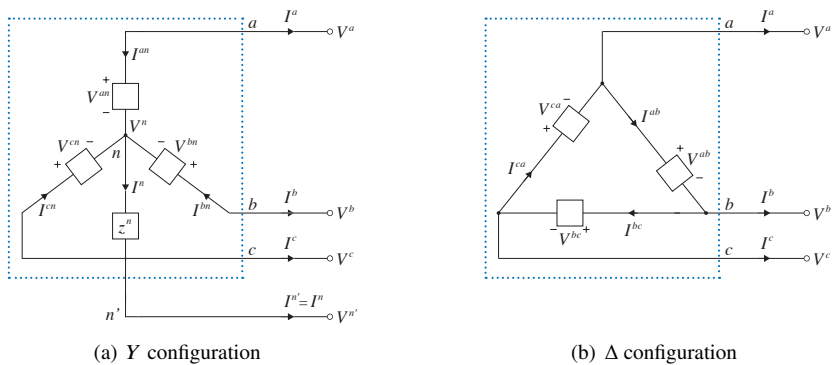 a I^a V^a
I^{an}
+
V^{an}
-
V^n
V^{cn} - - V^{bn}
+ n +
I^n
I^{cn} I^{bn}
z^n
b I^b V^b
c I^c V^c
n' I^{n'}=I^n V^{n'}
(a) Y configuration
a I^a V^a
V^{ca} -
+ I^{ab}
+
V^{ab}
-
I^{ca}
- V^{bc} + I^{bc} -
b I^b V^b
c I^c V^c
(b) Δ configuration